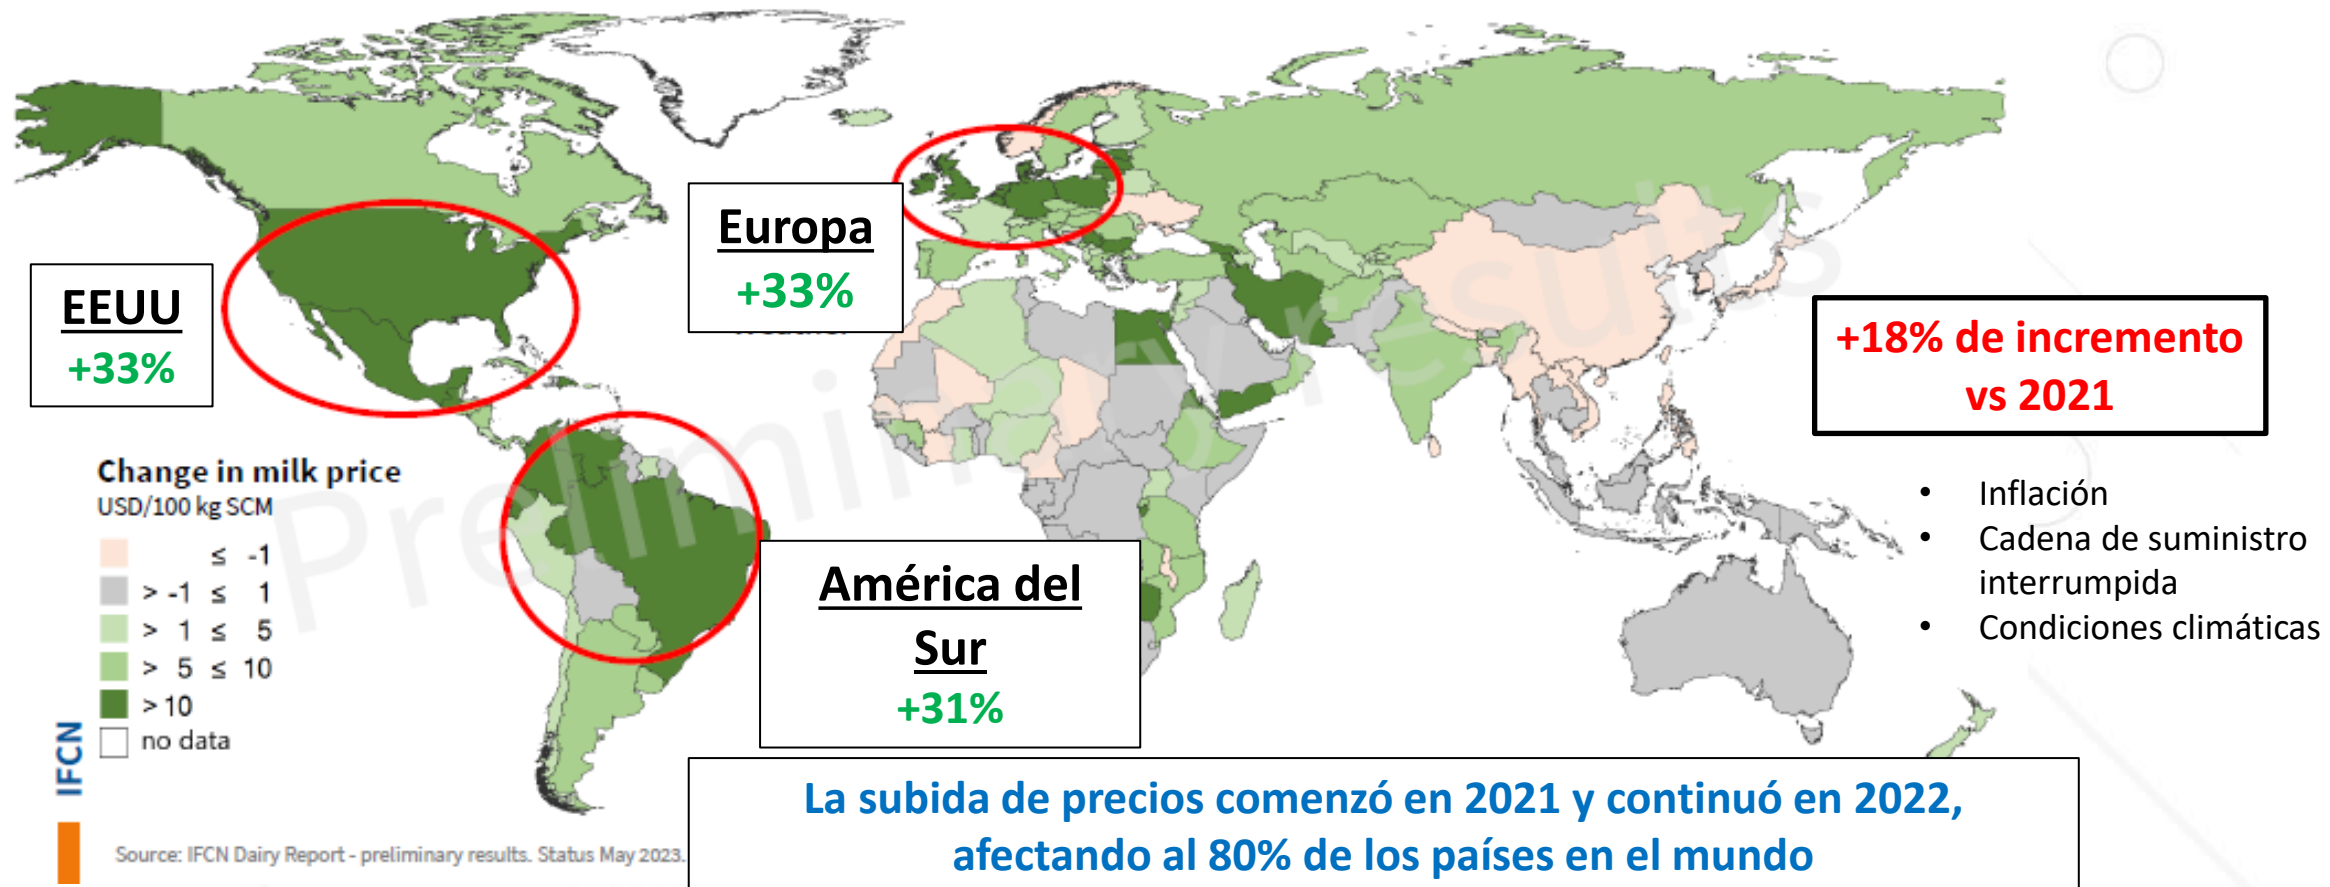 EEUU
+33%
Europa
+33%
América del
Sur
+31%
+18% de incremento
vs 2021
• Inflación
• Cadena de suministro
interrumpida
• Condiciones climáticas
Change in milk price
USD/100 kg SCM
≤ -1
> -1 ≤ 1
> 1 ≤ 5
> 5 ≤ 10
> 10
no data
IFCN
Preliminary results
Source: IFCN Dairy Report - preliminary results. Status May 2023.
La subida de precios comenzó en 2021 y continuó en 2022,
afectando al 80% de los países en el mundo